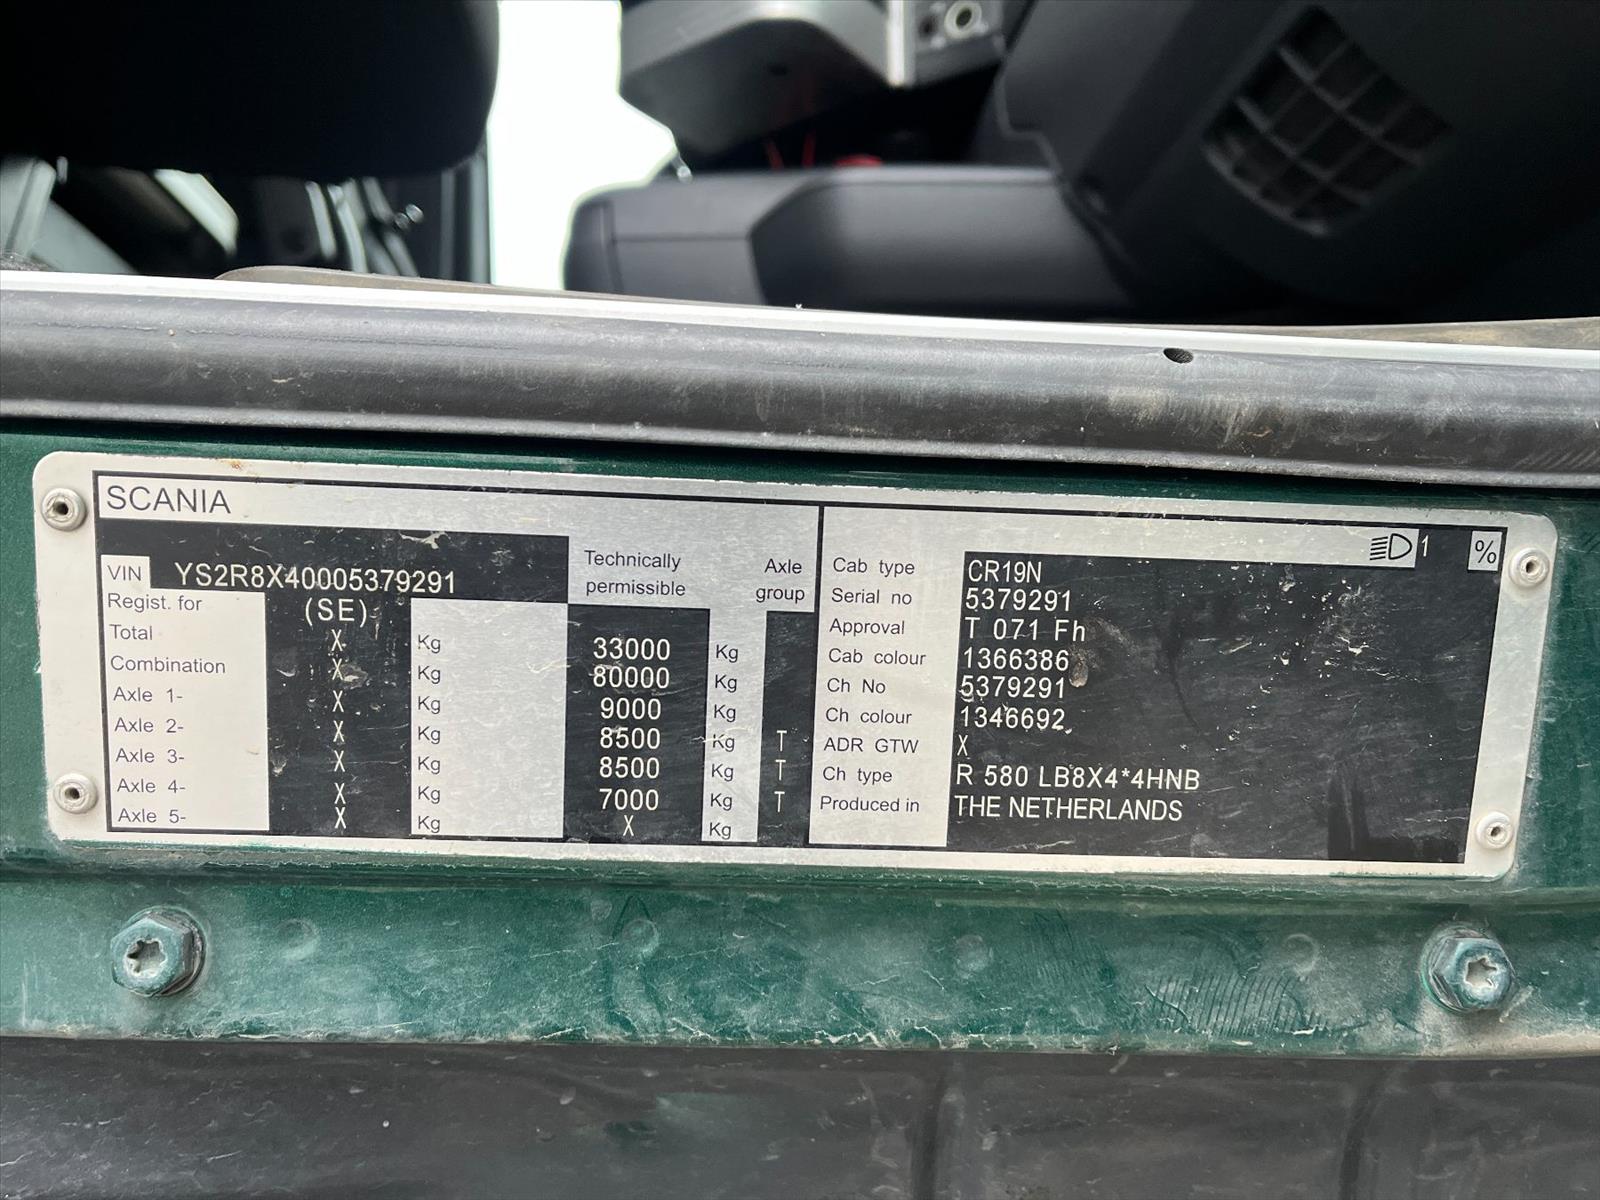 SCANIA
VIN YS2R8X40005379291
Technically permissible
Axle group
Regist. for (SE)
Total X Kg 33000 Kg
Combination X Kg 80000 Kg
Axle 1- X Kg 9000 Kg
Axle 2- X Kg 8500 Kg T
Axle 3- X Kg 8500 Kg T
Axle 4- X Kg 7000 Kg T
Axle 5- X Kg X Kg
1 %
Cab type CR19N
Serial no 5379291
Approval T 071 Fh
Cab colour 1366386
Ch No 5379291
Ch colour 1346692
ADR GTW X
Ch type R 580 LB8X4*4HNB
Produced in THE NETHERLANDS